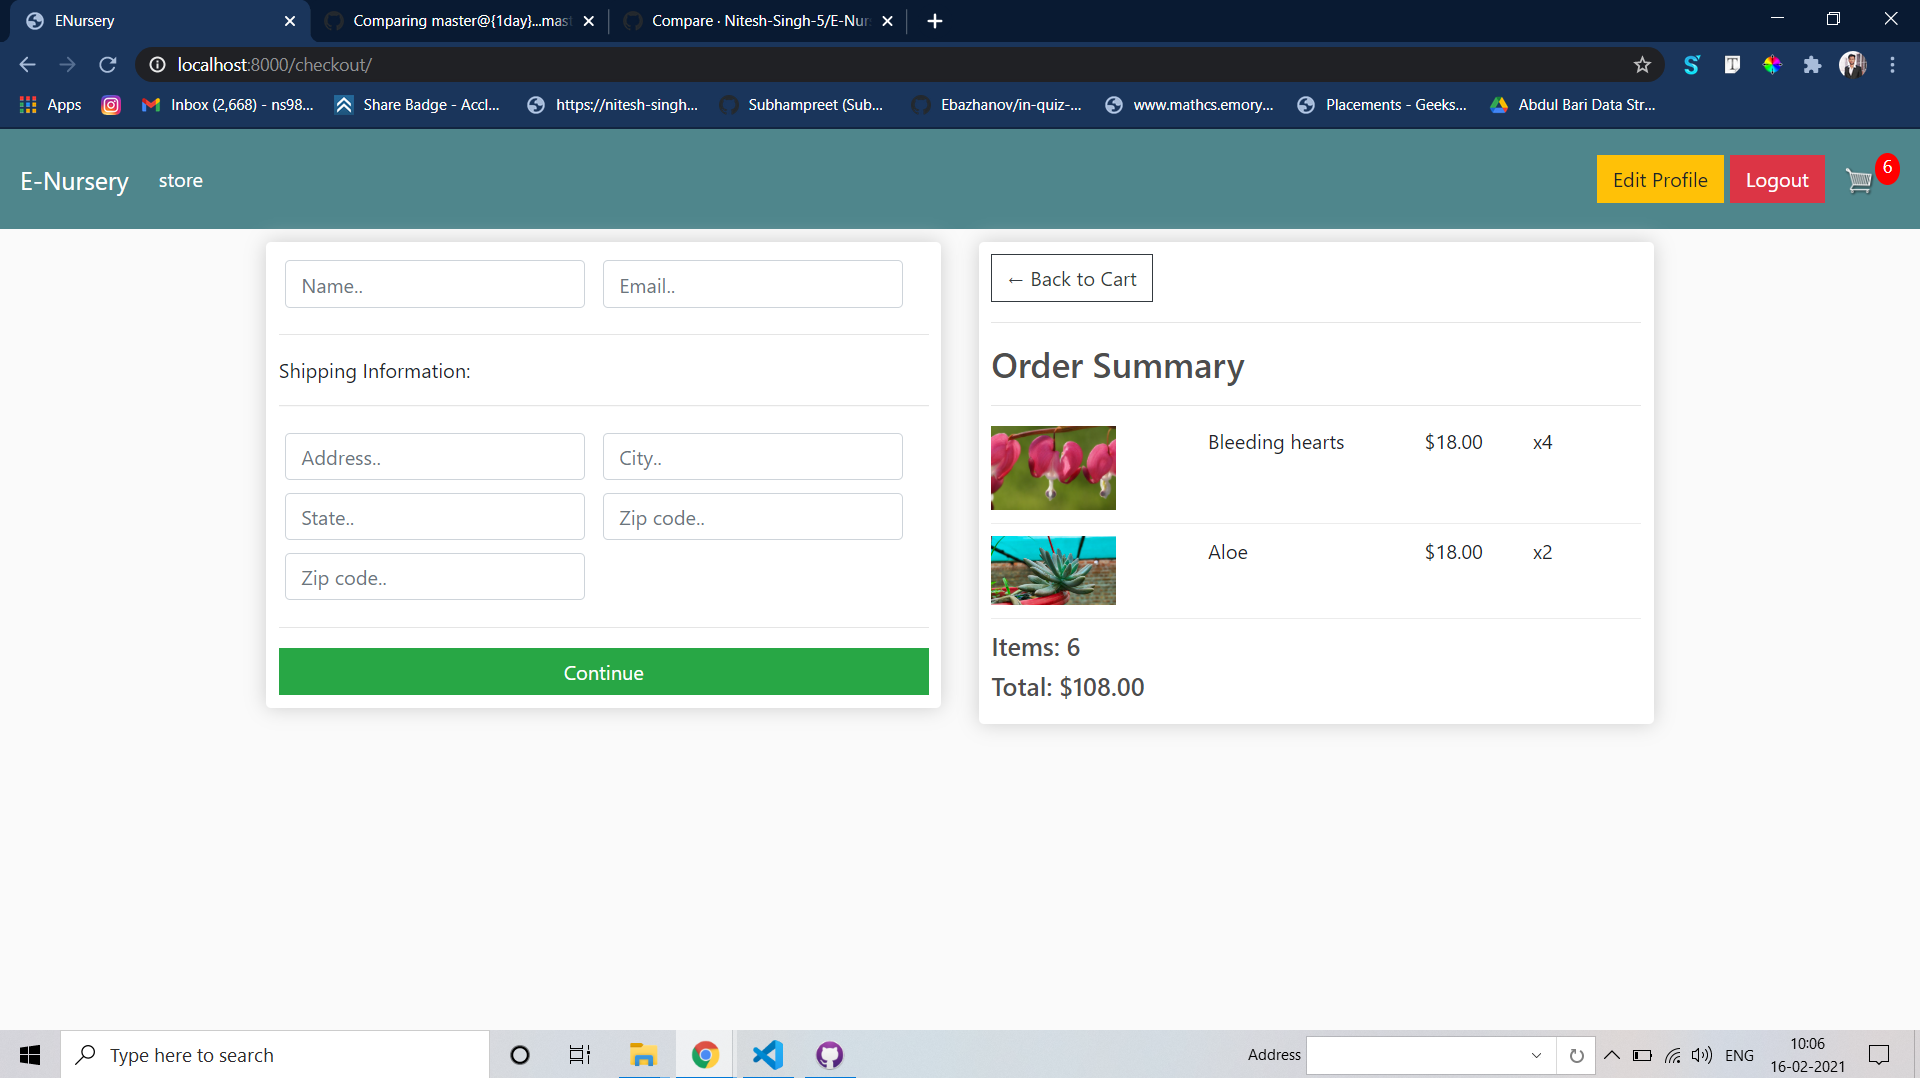 ENursery
Comparing master@{1day}...mast
Compare · Nitesh-Singh-5/E-Nur
localhost:8000/checkout/
Apps
Inbox (2,668) - ns98...
Share Badge - Accl...
https://nitesh-singh...
Subhampreet (Sub...
Ebazhanov/in-quiz-...
www.mathcs.emory...
Placements - Geeks...
Abdul Bari Data Str...
E-Nursery
store
Edit Profile
Logout
6
Name..
Email..
Shipping Information:
Address..
City..
State..
Zip code..
Zip code..
Continue
← Back to Cart
Order Summary
Bleeding hearts $18.00 x4
Aloe $18.00 x2
Items: 6
Total: $108.00
Type here to search
Address
ENG
10:06
16-02-2021